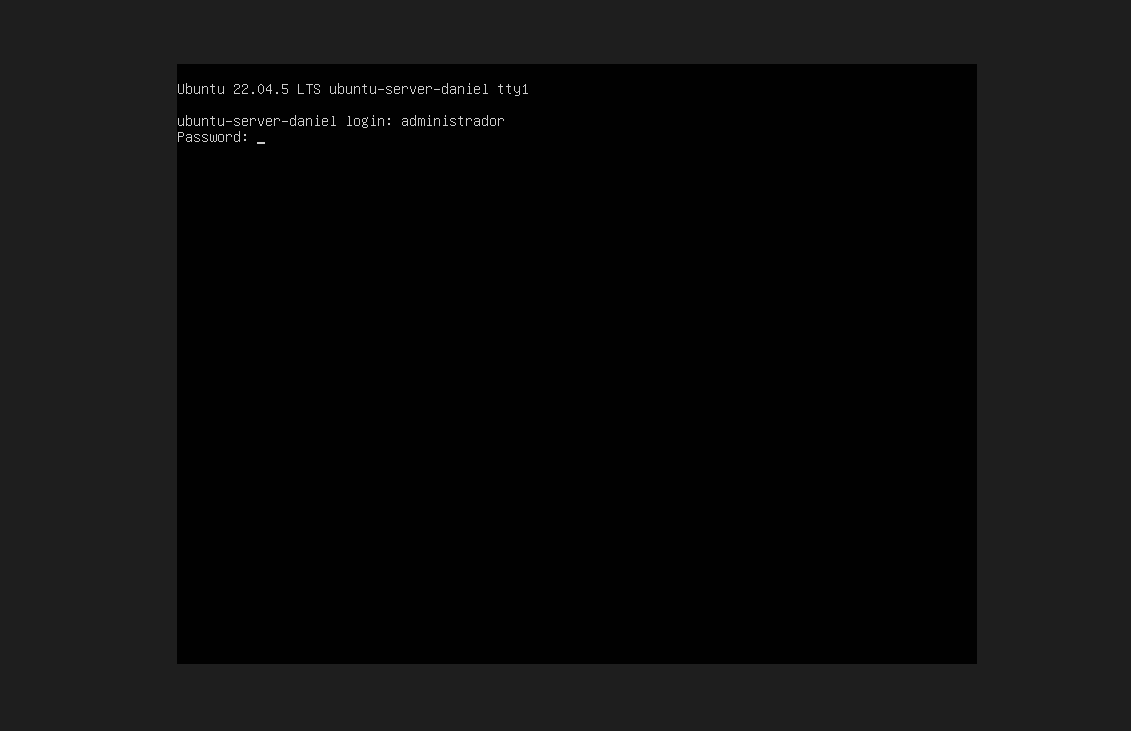 Ubuntu 22.04.5 LTS ubuntu-server-daniel tty1
ubuntu-server-daniel login: administrador
Password: _